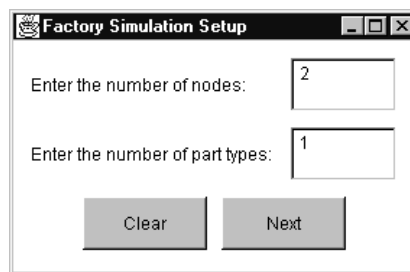 Factory Simulation Setup
Enter the number of nodes: 2
Enter the number of part types: 1
Clear Next